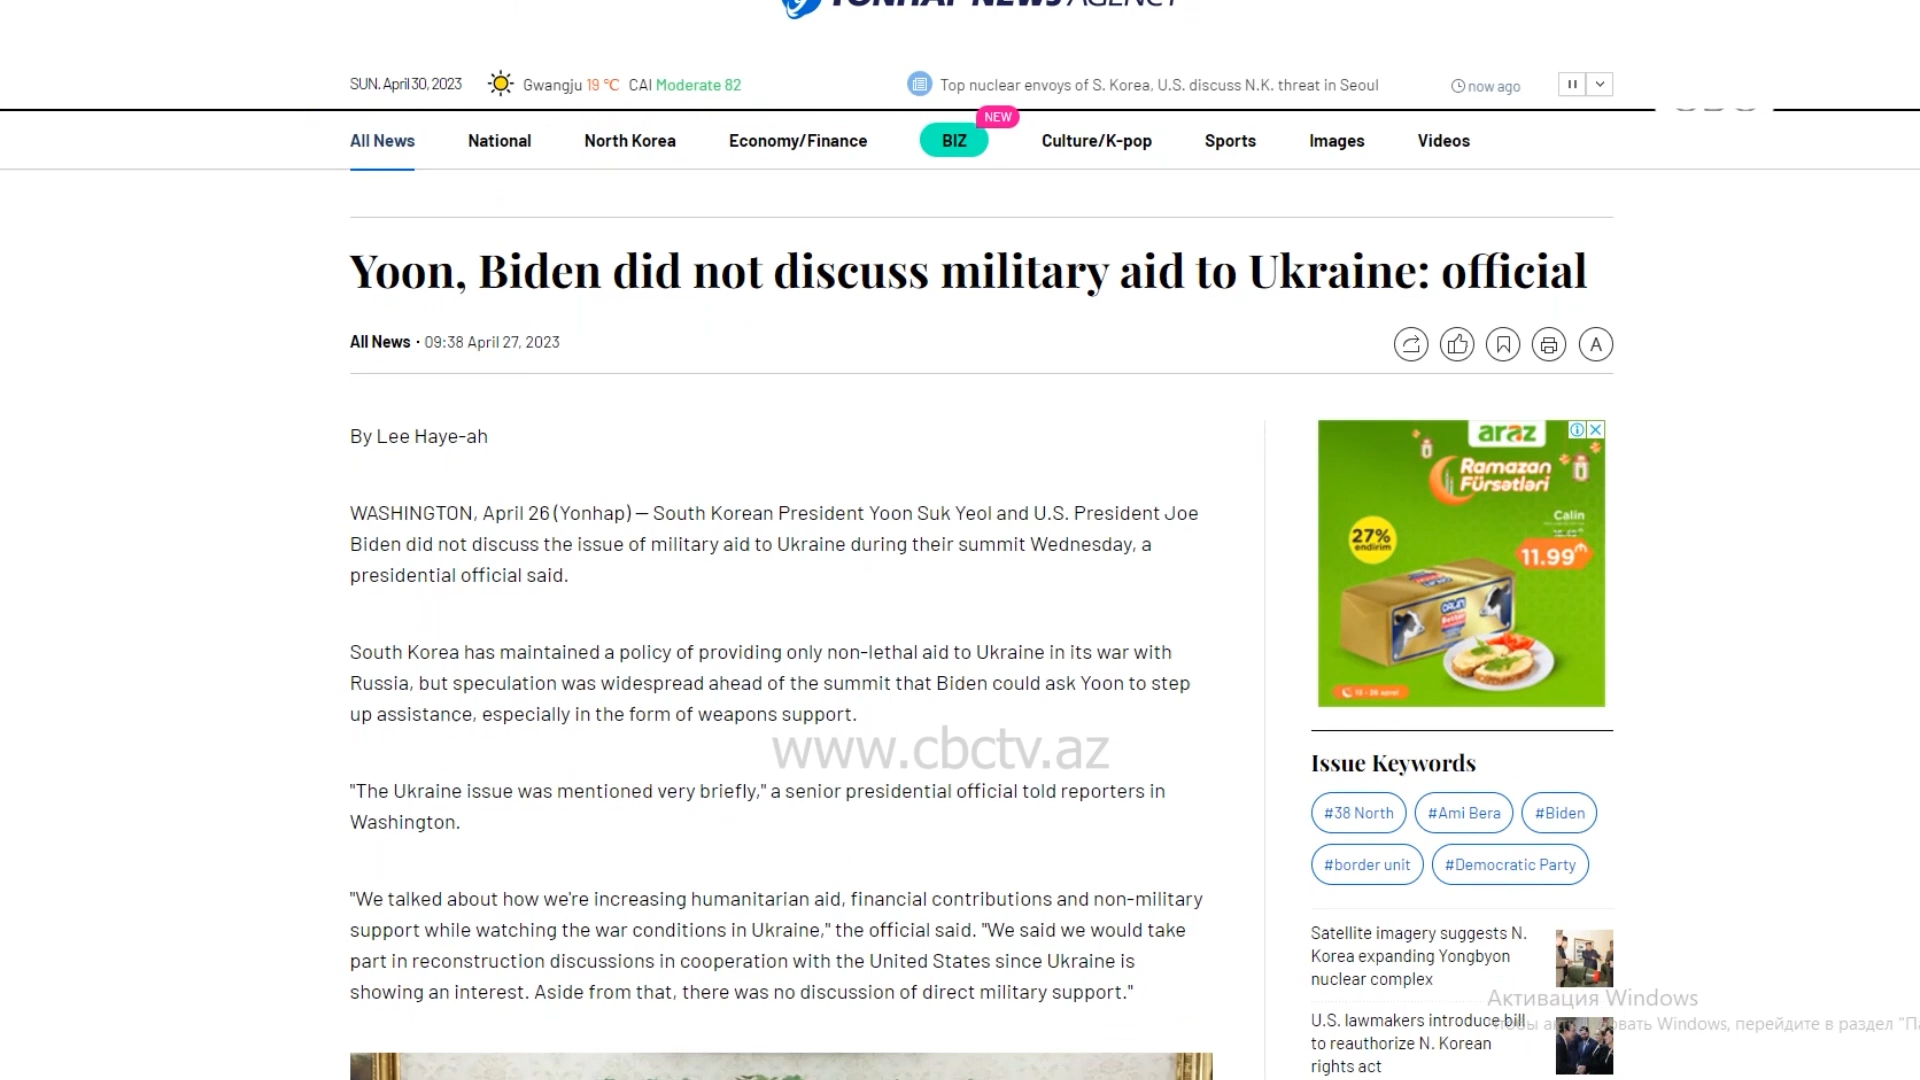 YONHAP NEWS AGENCY
SUN. April 30, 2023
Gwangju 19 ℃ CAI Moderate 82
Top nuclear envoys of S. Korea, U.S. discuss N.K. threat in Seoul
now ago
NEW
All News National North Korea Economy/Finance BIZ Culture/K-pop Sports Images Videos
Yoon, Biden did not discuss military aid to Ukraine: official
All News · 09:38 April 27, 2023
A
By Lee Haye-ah
WASHINGTON, April 26 (Yonhap) — South Korean President Yoon Suk Yeol and U.S. President Joe
Biden did not discuss the issue of military aid to Ukraine during their summit Wednesday, a
presidential official said.
South Korea has maintained a policy of providing only non-lethal aid to Ukraine in its war with
Russia, but speculation was widespread ahead of the summit that Biden could ask Yoon to step
up assistance, especially in the form of weapons support.
www.cbctv.az
"The Ukraine issue was mentioned very briefly," a senior presidential official told reporters in
Washington.
"We talked about how we're increasing humanitarian aid, financial contributions and non-military
support while watching the war conditions in Ukraine," the official said. "We said we would take
part in reconstruction discussions in cooperation with the United States since Ukraine is
showing an interest. Aside from that, there was no discussion of direct military support."
araz
Ramazan
Fürsətləri
Calin
27%
endirim
11.99₼
Issue Keywords
#38 North #Ami Bera #Biden
#border unit #Democratic Party
Satellite imagery suggests N.
Korea expanding Yongbyon
nuclear complex
Активация Windows
U.S. lawmakers introduce bill
to reauthorize N. Korean
rights act
Windows, перейдите в раздел